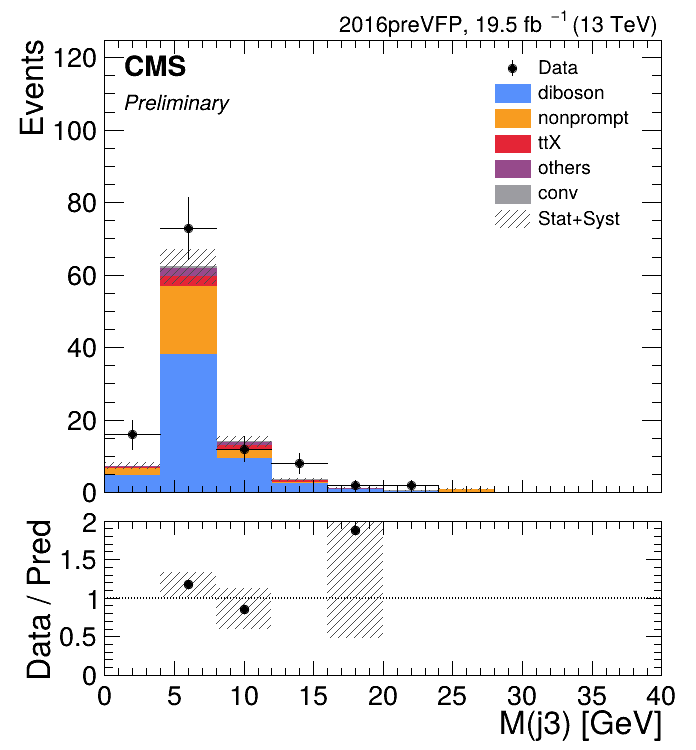 2016preVFP, 19.5 fb⁻¹ (13 TeV)
CMS
Preliminary
Events
120
100
80
60
40
20
0
Data
diboson
nonprompt
ttX
others
conv
Stat+Syst
Data / Pred
2
1.5
1
0.5
0
0 5 10 15 20 25 30 35 40
M(j3) [GeV]